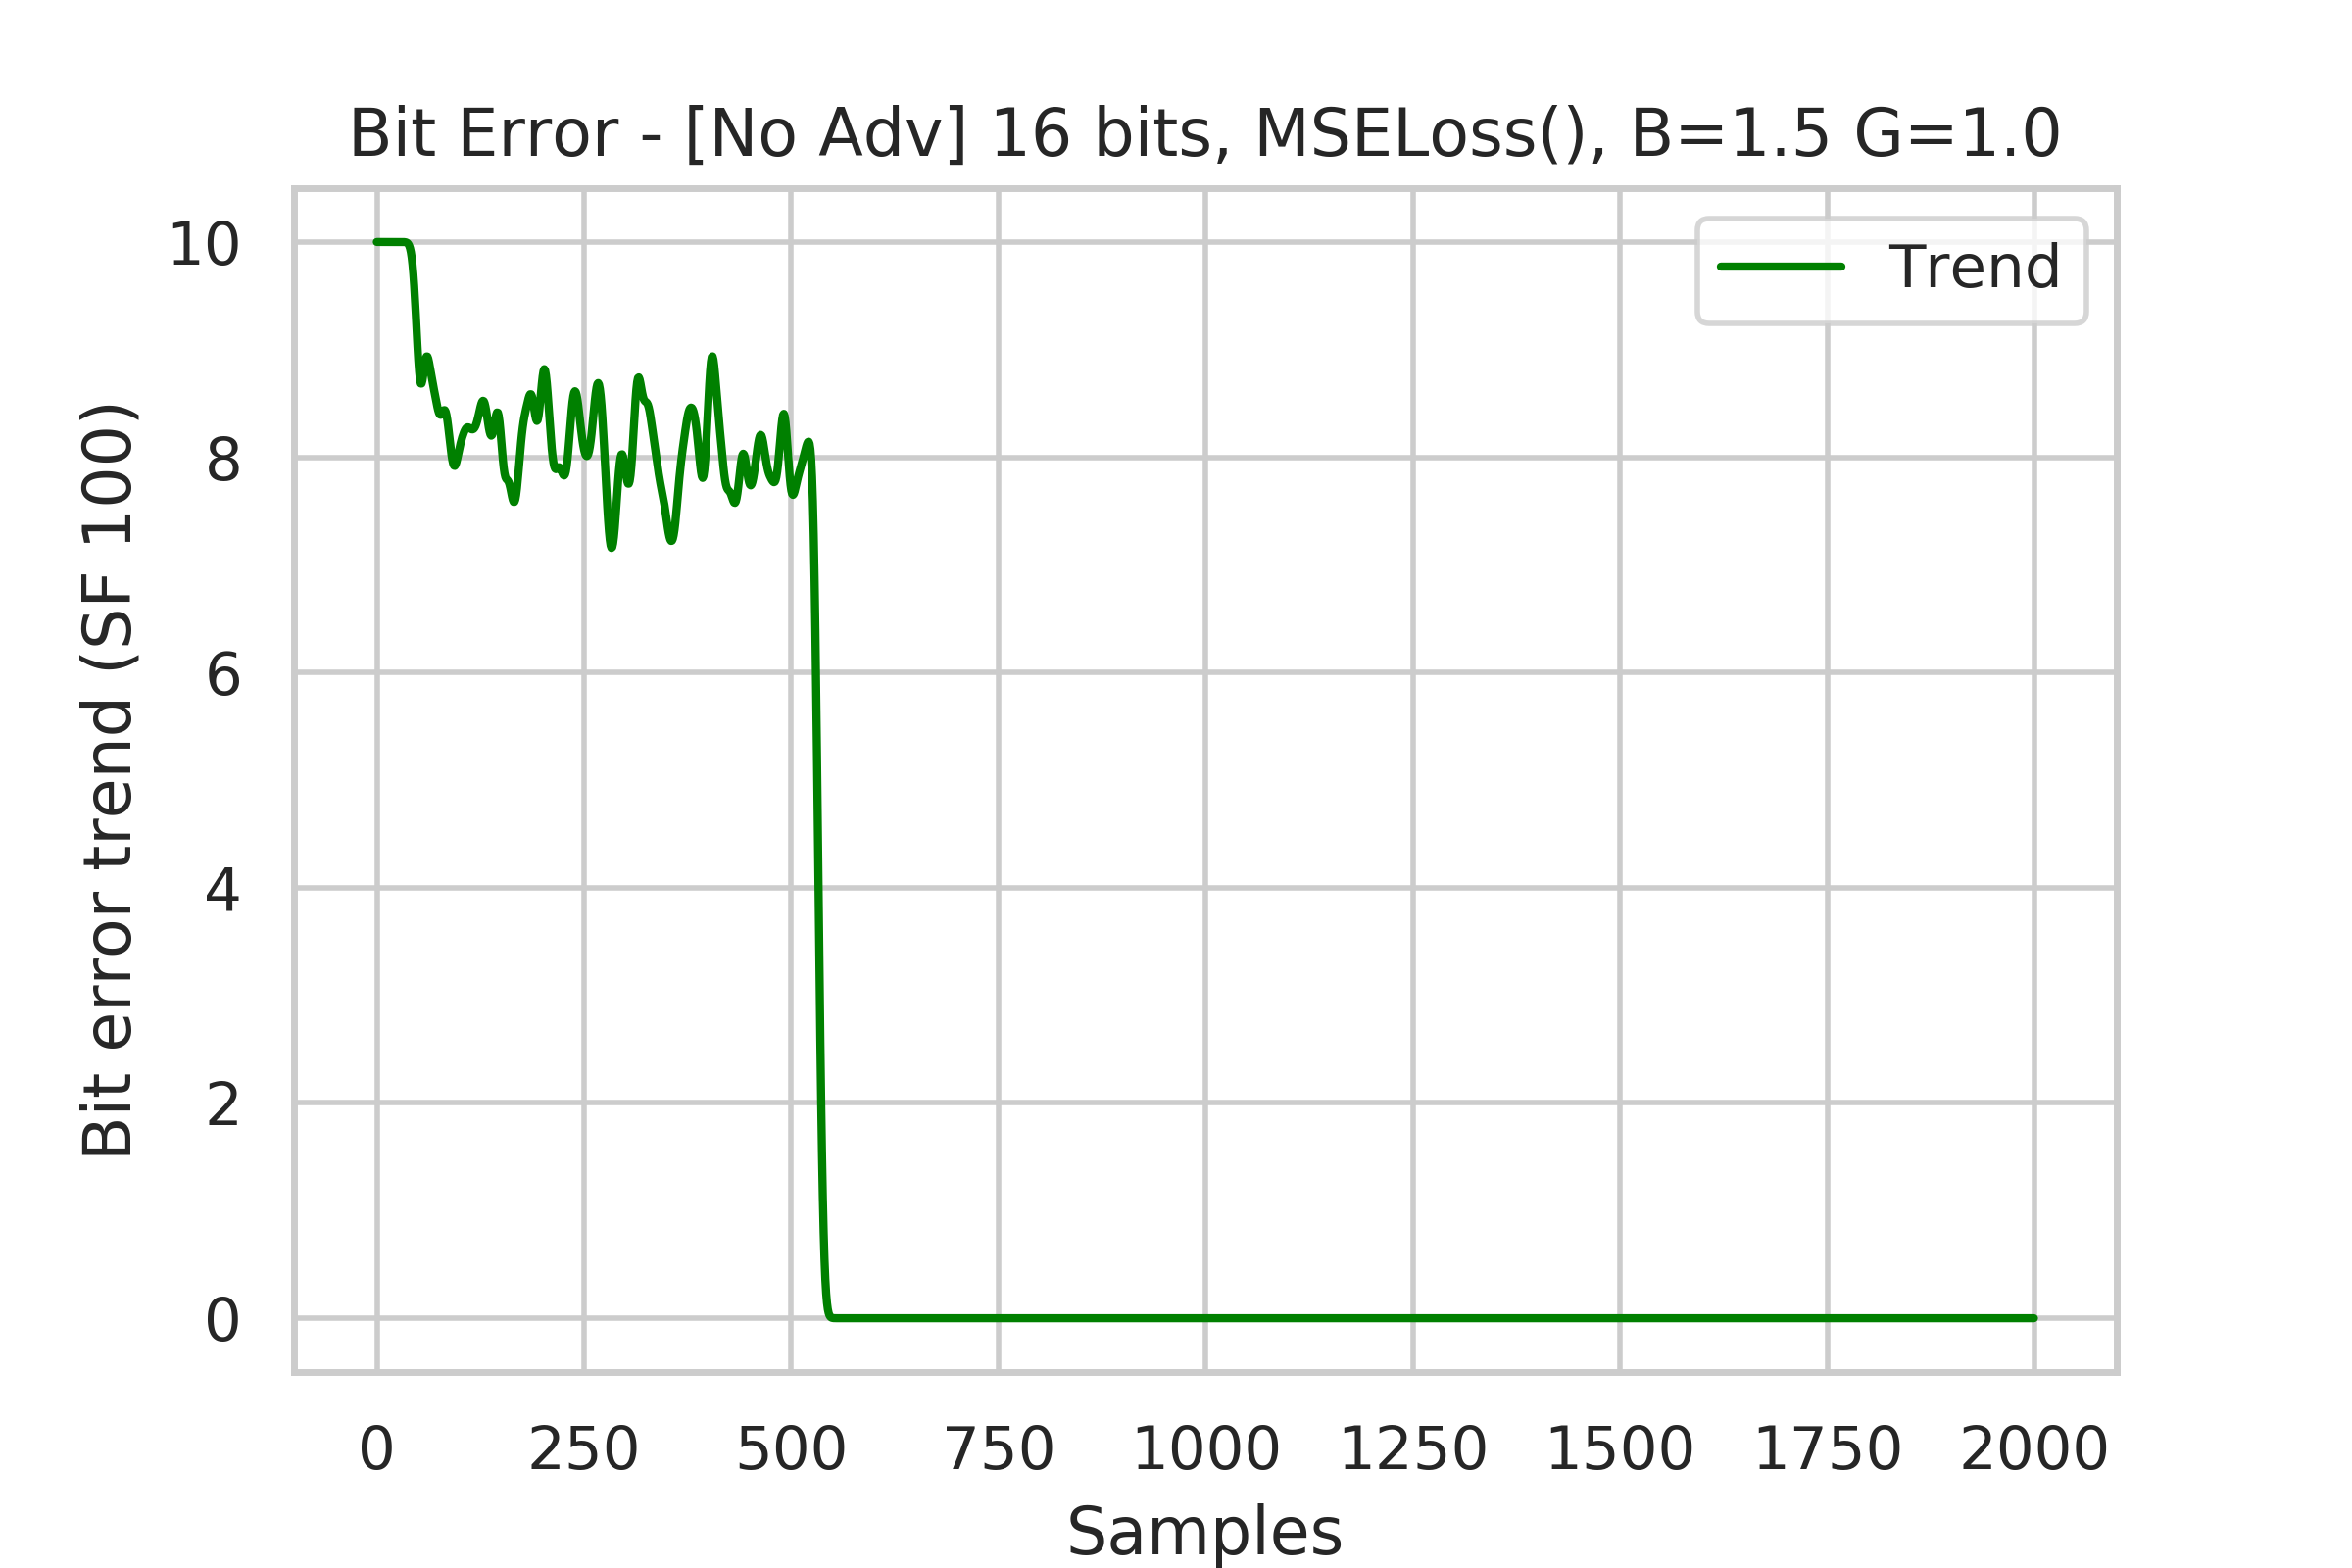 Bit Error - [No Adv] 16 bits, MSELoss(), B=1.5 G=1.0
Trend
Bit error trend (SF 100)
10
8
6
4
2
0
0 250 500 750 1000 1250 1500 1750 2000
Samples